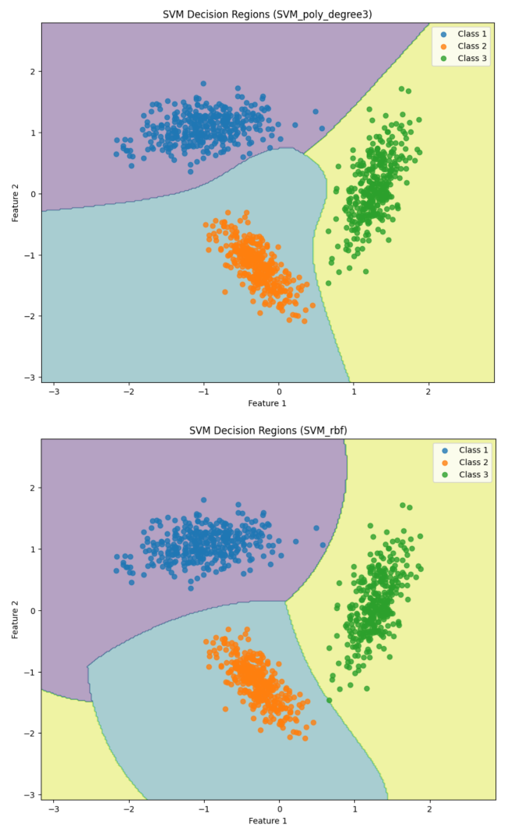 SVM Decision Regions (SVM_poly_degree3)
Class 1
Class 2
Class 3
2
1
0
−1
−2
−3
Feature 2
−3 −2 −1 0 1 2
Feature 1
SVM Decision Regions (SVM_rbf)
Class 1
Class 2
Class 3
2
1
0
−1
−2
−3
Feature 2
−3 −2 −1 0 1 2
Feature 1